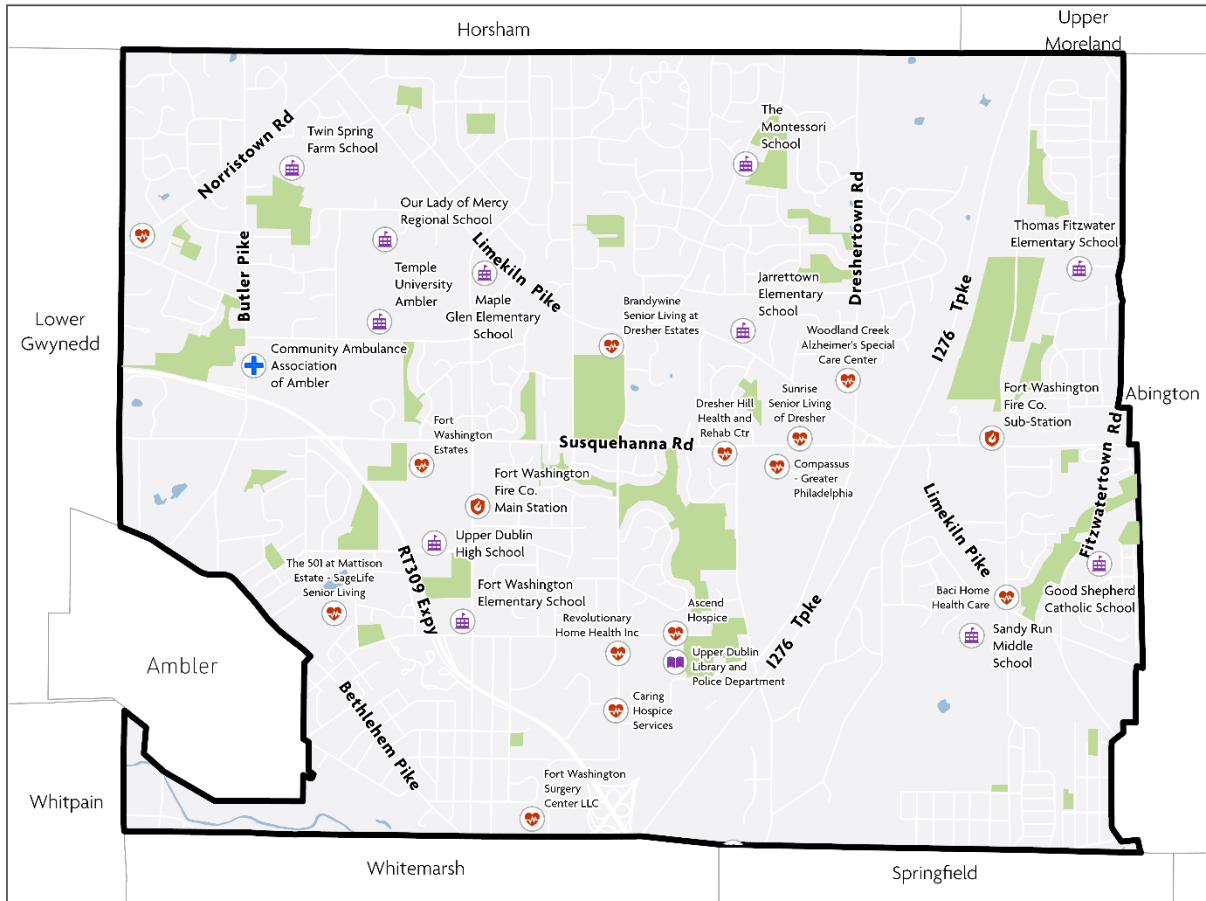 Horsham
Upper
Moreland
The
Montessori
School
Twin Spring
Farm School
Norristown Rd
Our Lady of Mercy
Regional School
Dreshertown Rd
Thomas Fitzwater
Elementary School
Butler Pike
Limekiln Pike
Temple
University
Ambler
Maple
Glen Elementary
School
Jarrettown
Elementary
School
I276 Tpke
Brandywine
Senior Living at
Dresher Estates
Lower
Gwynedd
Woodland Creek
Alzheimer's Special
Care Center
Community Ambulance
Association
of Ambler
Abington
Fort Washington
Fire Co.
Sub-Station
Sunrise
Senior Living
of Dresher
Dresher Hill
Health and
Rehab Ctr
Fort
Washington
Estates
Susquehanna Rd
Fort Washington
Fire Co.
Main Station
Compassus
- Greater
Philadelphia
Fitzwatertown Rd
Limekiln Pike
Upper Dublin
High School
The 501 at Mattison
Estate - SageLife
Senior Living
RT309 Expy
Fort Washington
Elementary School
Baci Home
Health Care
Good Shepherd
Catholic School
Ascend
Hospice
Revolutionary
Home Health Inc
I276 Tpke
Sandy Run
Middle
School
Upper Dublin
Library and
Police Department
Ambler
Bethlehem Pike
Caring
Hospice
Services
Fort Washington
Surgery
Center LLC
Whitpain
Whitemarsh
Springfield